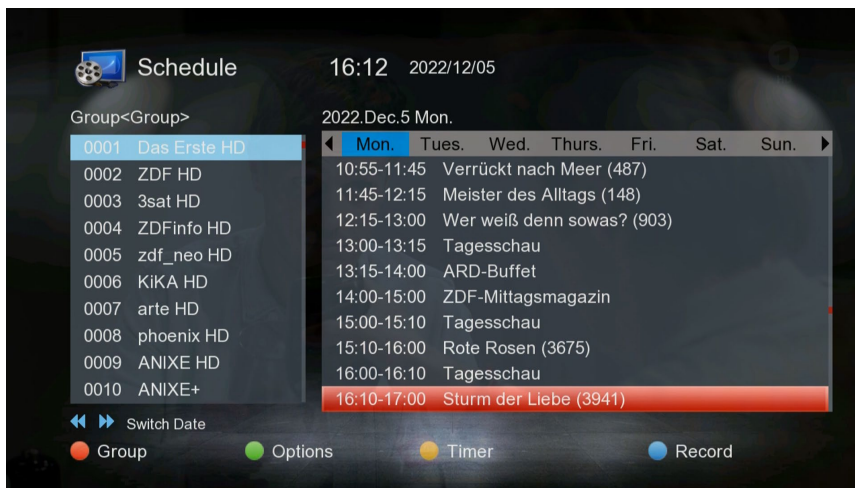 Schedule 16:12 2022/12/05
Group<Group>
0001 Das Erste HD
0002 ZDF HD
0003 3sat HD
0004 ZDFinfo HD
0005 zdf_neo HD
0006 KiKA HD
0007 arte HD
0008 phoenix HD
0009 ANIXE HD
0010 ANIXE+
2022.Dec.5 Mon.
Mon. Tues. Wed. Thurs. Fri. Sat. Sun.
10:55-11:45 Verrückt nach Meer (487)
11:45-12:15 Meister des Alltags (148)
12:15-13:00 Wer weiß denn sowas? (903)
13:00-13:15 Tagesschau
13:15-14:00 ARD-Buffet
14:00-15:00 ZDF-Mittagsmagazin
15:00-15:10 Tagesschau
15:10-16:00 Rote Rosen (3675)
16:00-16:10 Tagesschau
16:10-17:00 Sturm der Liebe (3941)
Switch Date
Group Options Timer Record